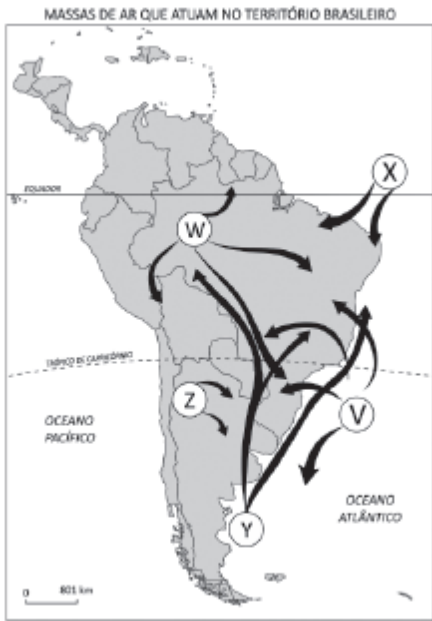 MASSAS DE AR QUE ATUAM NO TERRITÓRIO BRASILEIRO
X
EQUADOR
0°
W
TRÓPICO DE CAPRICÓRNIO
Z
V
OCEANO
PACÍFICO
OCEANO
ATLÂNTICO
Y
0 801 km